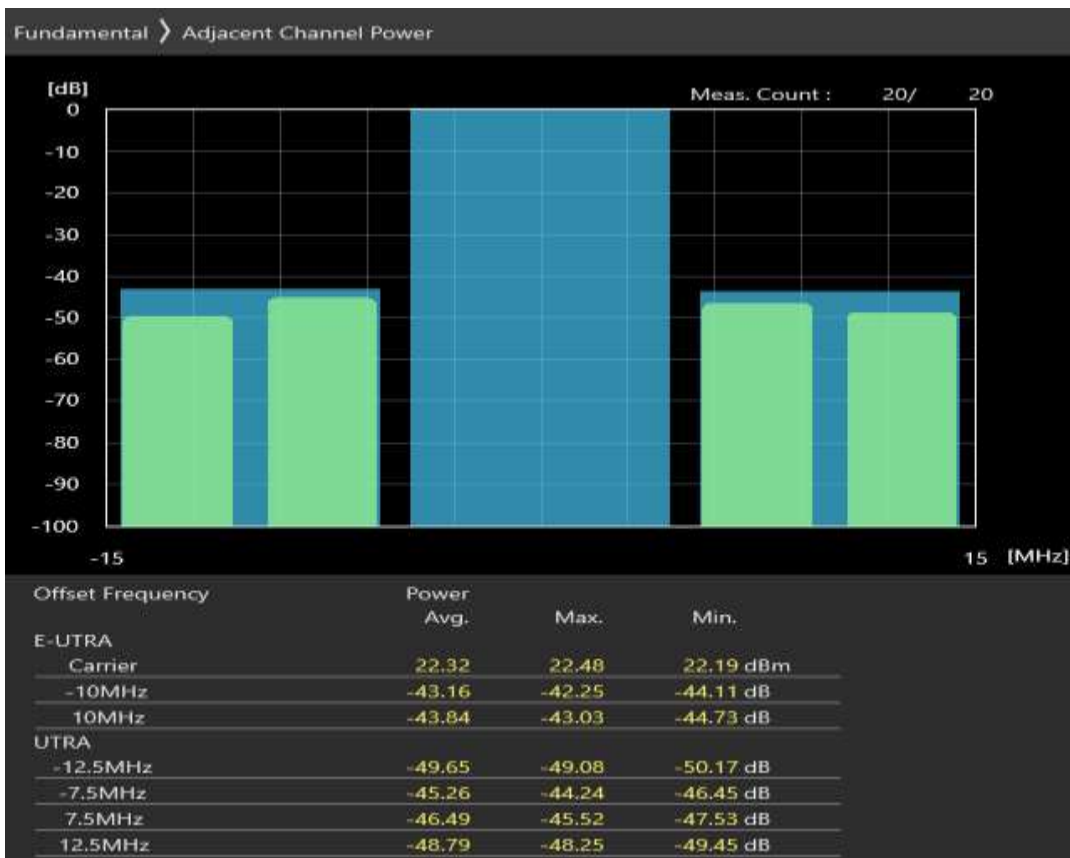 Fundamental ❯ Adjacent Channel Power
[dB]
Meas. Count : 20/ 20
0
-10
-20
-30
-40
-50
-60
-70
-80
-90
-100
-15 15 [MHz]
Offset Frequency Power
Avg. Max. Min.
E-UTRA
Carrier 22.32 22.48 22.19 dBm
-10MHz -43.16 -42.25 -44.11 dB
10MHz -43.84 -43.03 -44.73 dB
UTRA
-12.5MHz -49.65 -49.08 -50.17 dB
-7.5MHz -45.26 -44.24 -46.45 dB
7.5MHz -46.49 -45.52 -47.53 dB
12.5MHz -48.79 -48.25 -49.45 dB